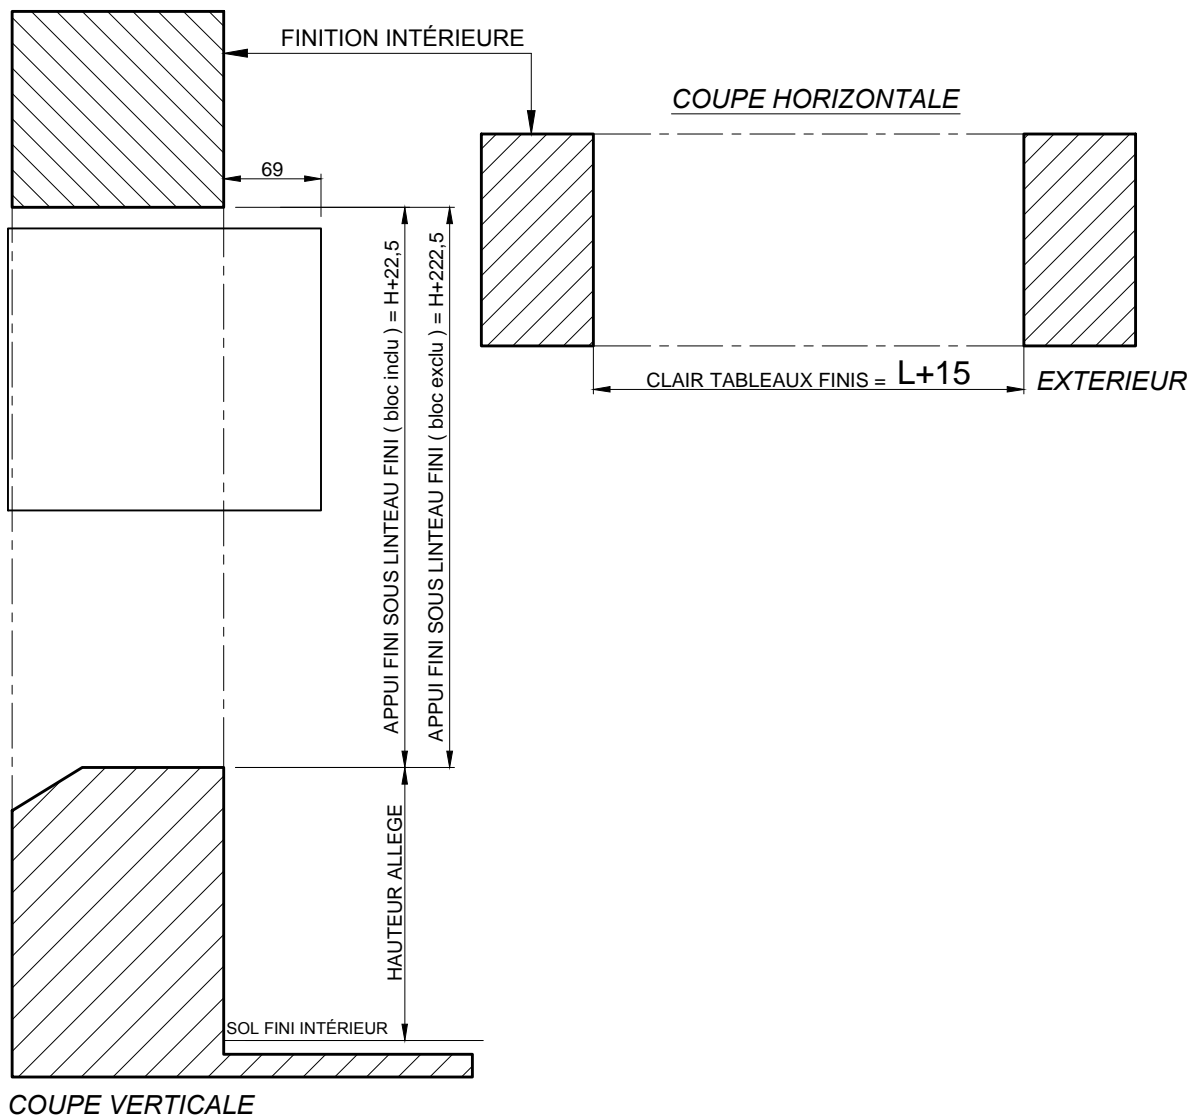 FINITION INTÉRIEURE
COUPE HORIZONTALE
69
APPUI FINI SOUS LINTEAU FINI ( bloc inclu ) = H+22,5
APPUI FINI SOUS LINTEAU FINI ( bloc exclu ) = H+222,5
CLAIR TABLEAUX FINIS = L+15
EXTERIEUR
HAUTEUR ALLEGE
SOL FINI INTÉRIEUR
COUPE VERTICALE